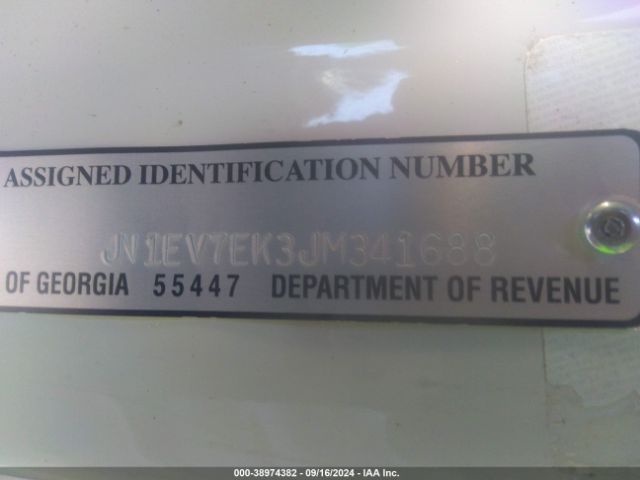 ASSIGNED IDENTIFICATION NUMBER
JN1EV7EK3JM341688
OF GEORGIA 55447 DEPARTMENT OF REVENUE
000-38974382 - 09/16/2024 - IAA Inc.